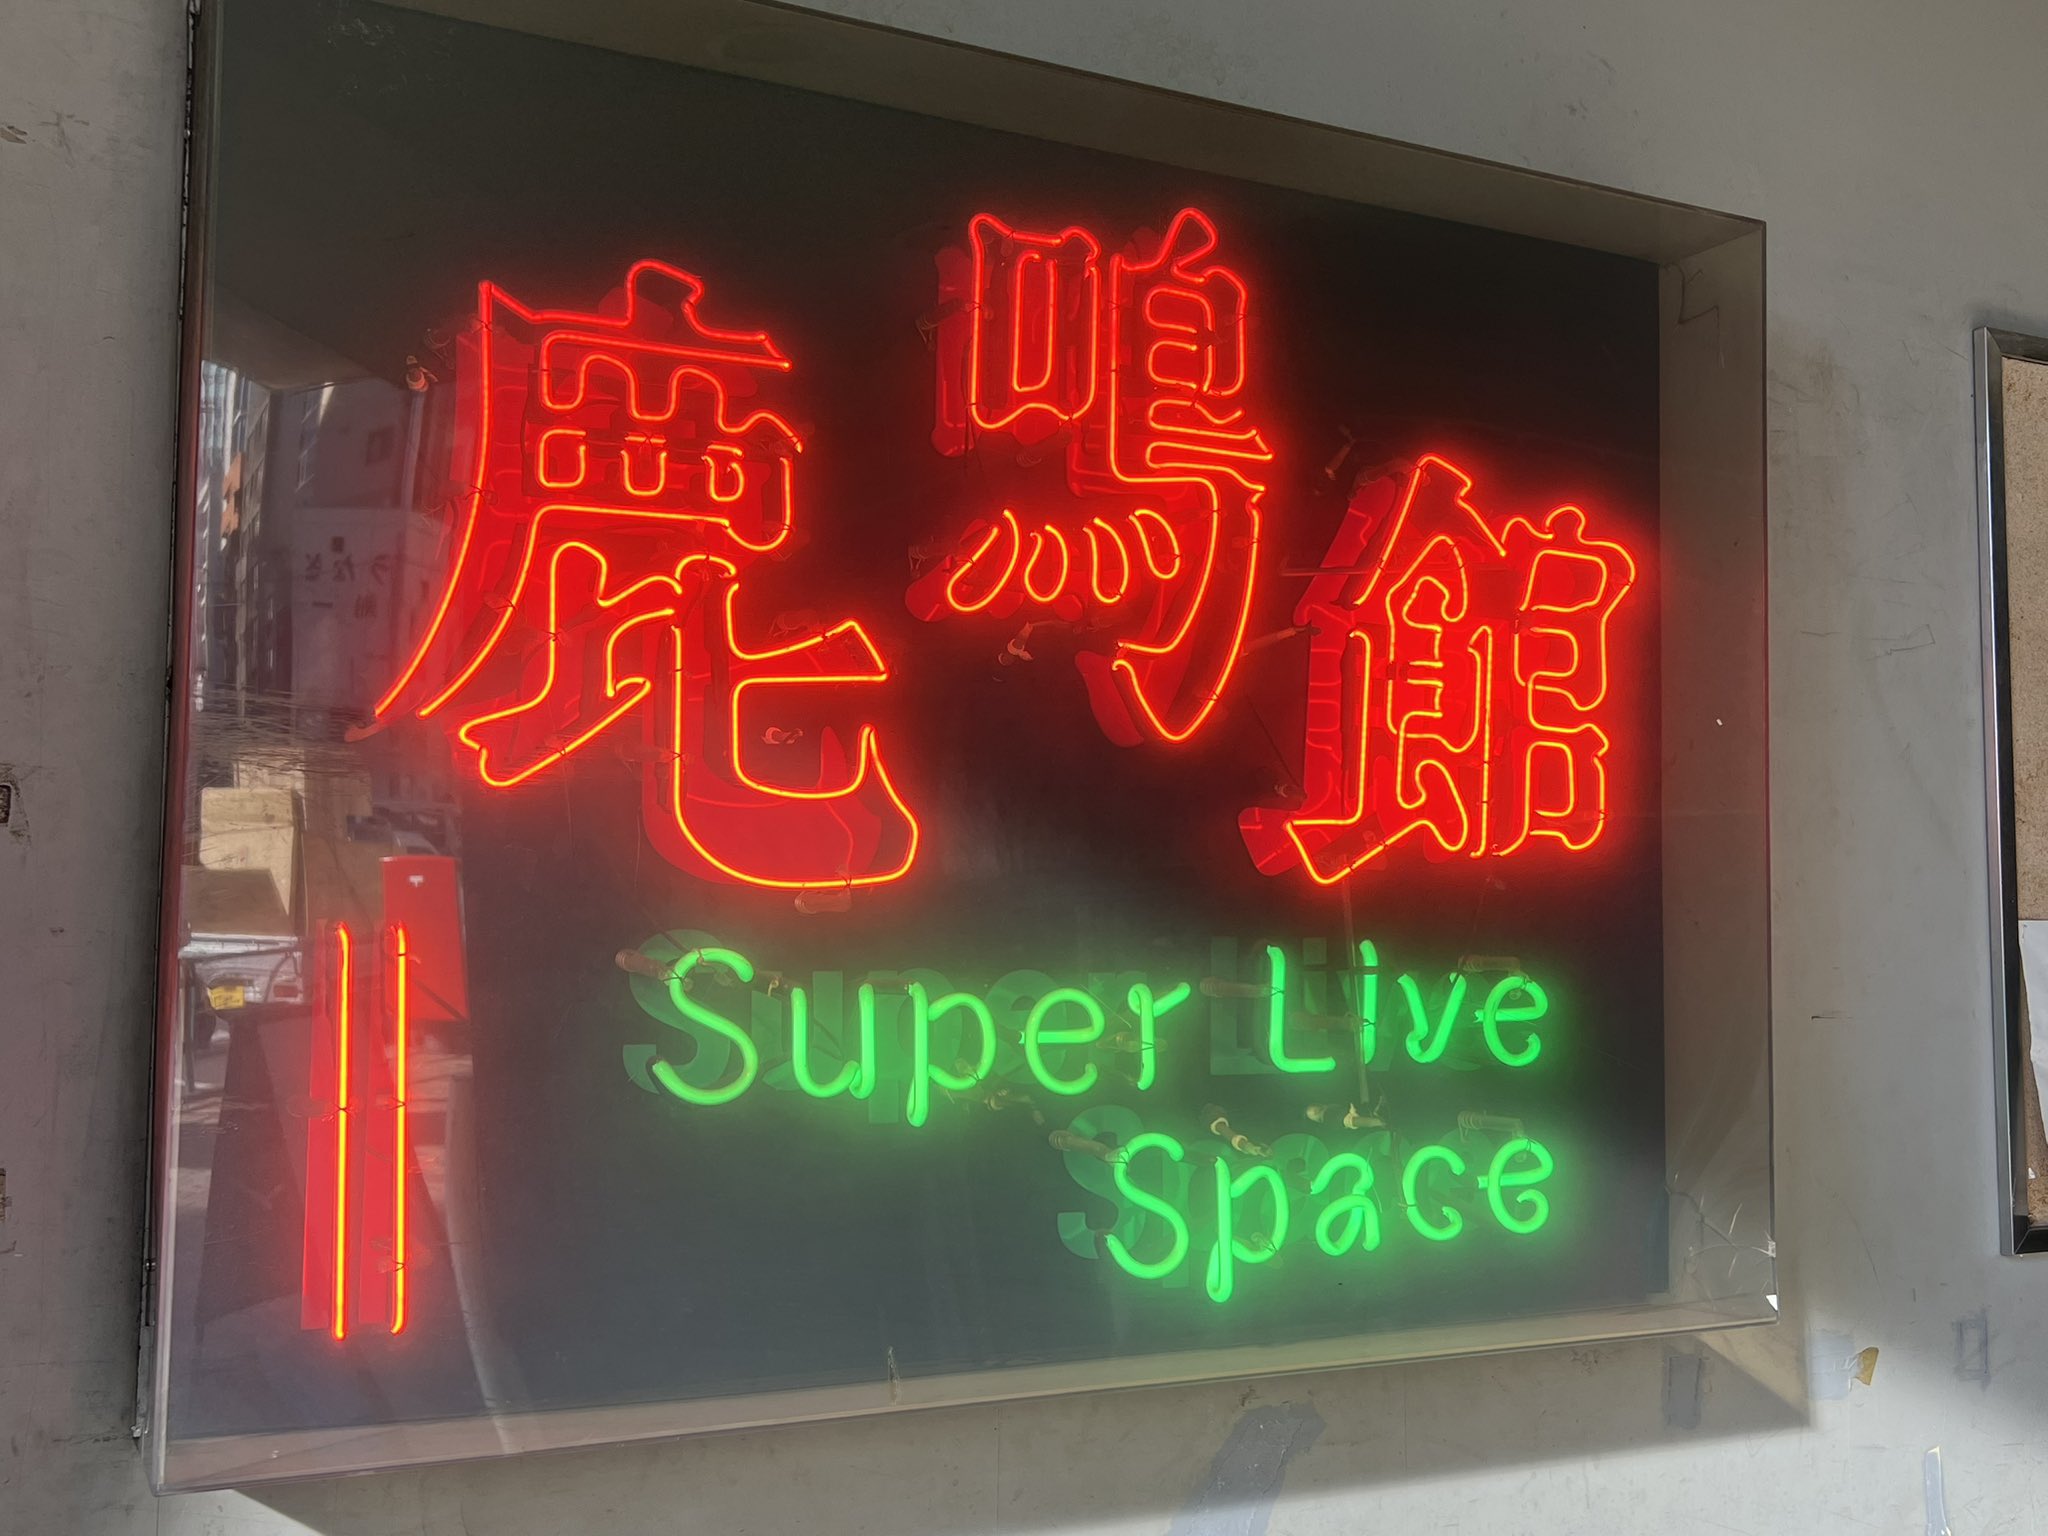 鹿鳴館
Super Live
Space